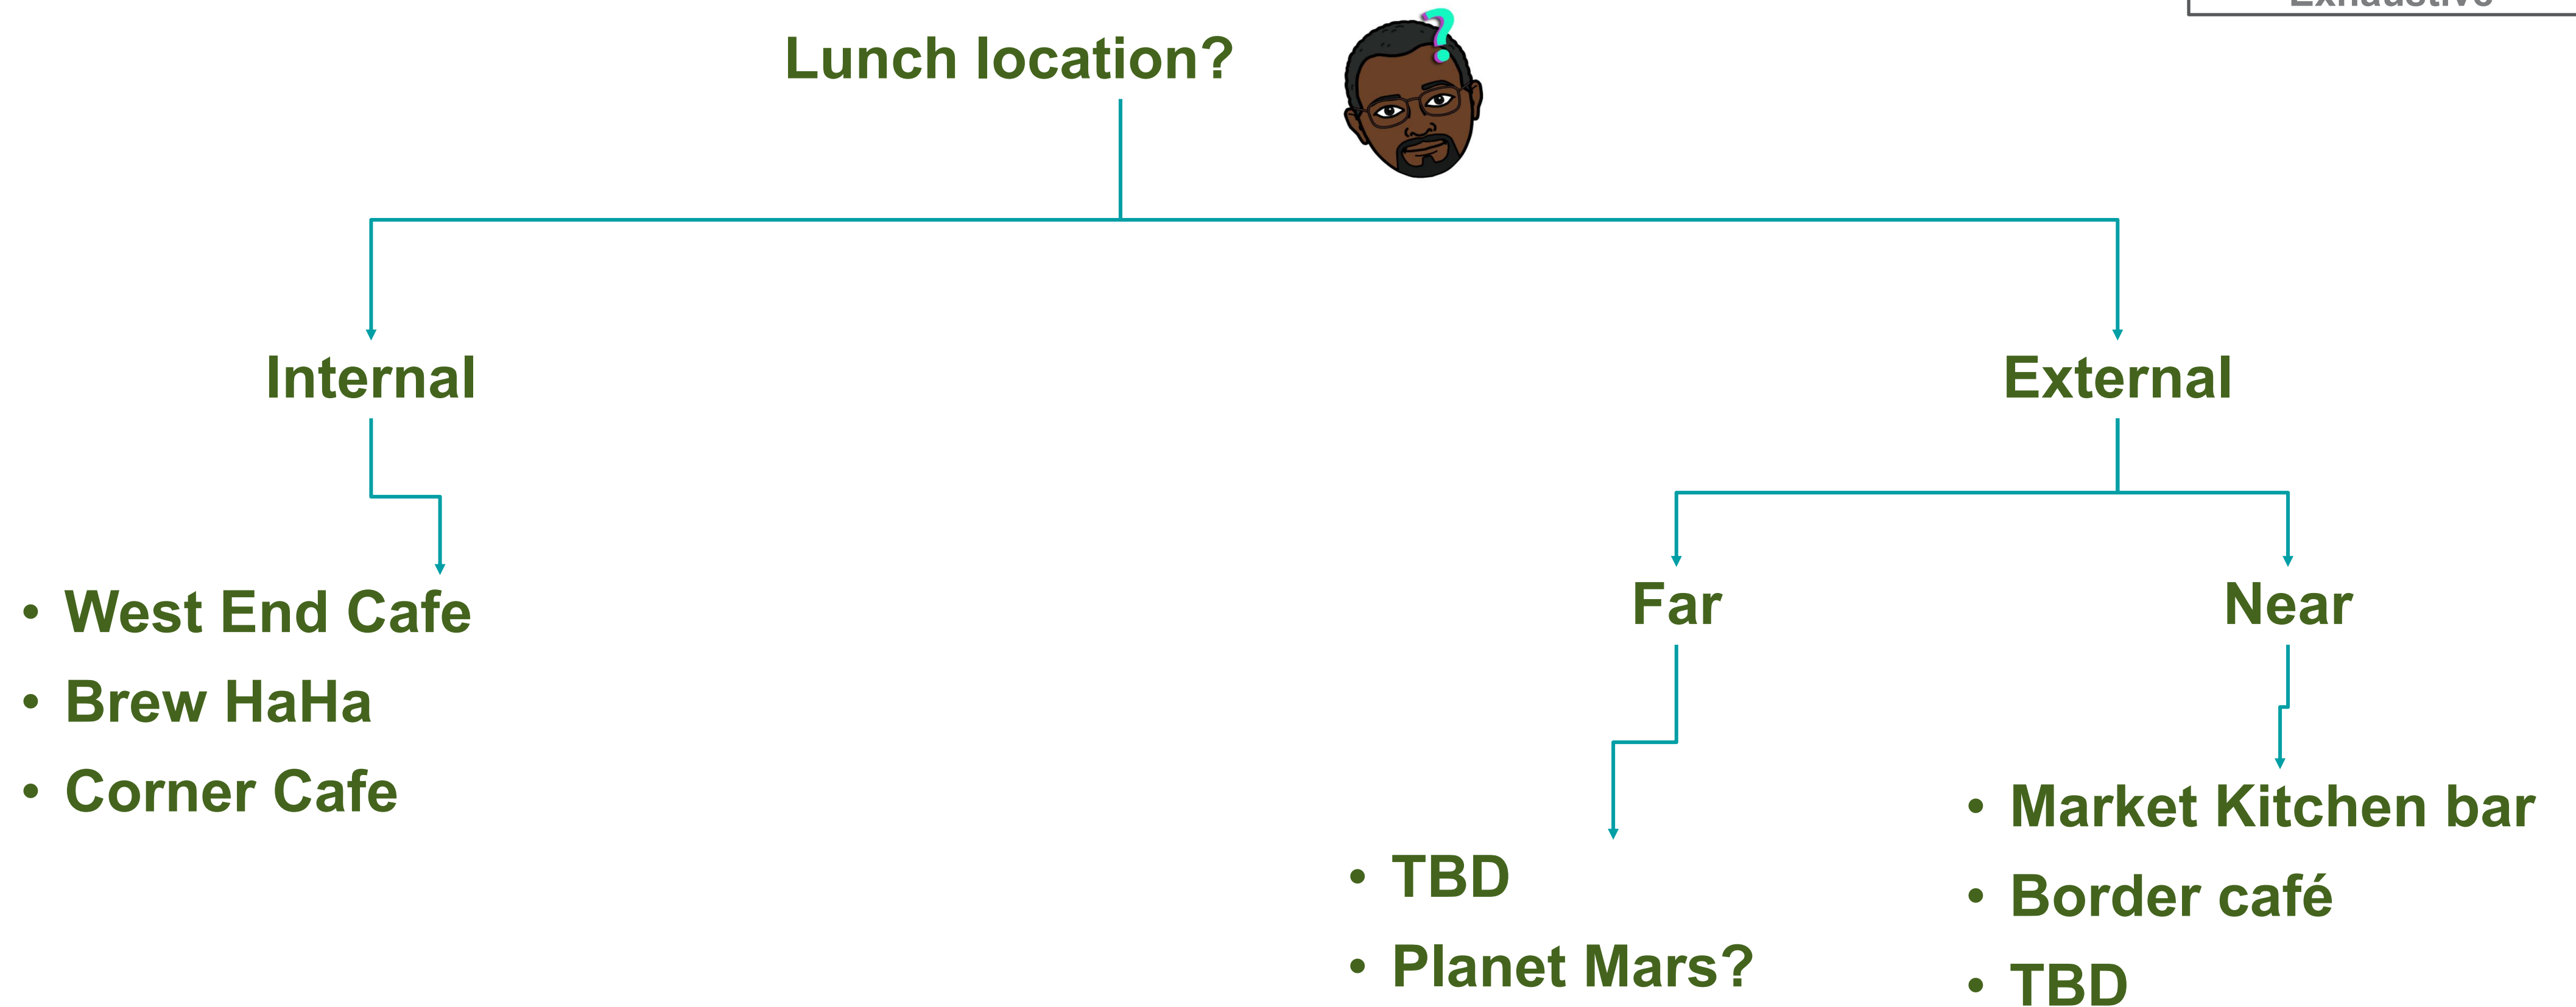 Exhaustive
Lunch location?
?
Internal
External
• West End Cafe
• Brew HaHa
• Corner Cafe
Far
Near
• TBD
• Planet Mars?
• Market Kitchen bar
• Border café
• TBD